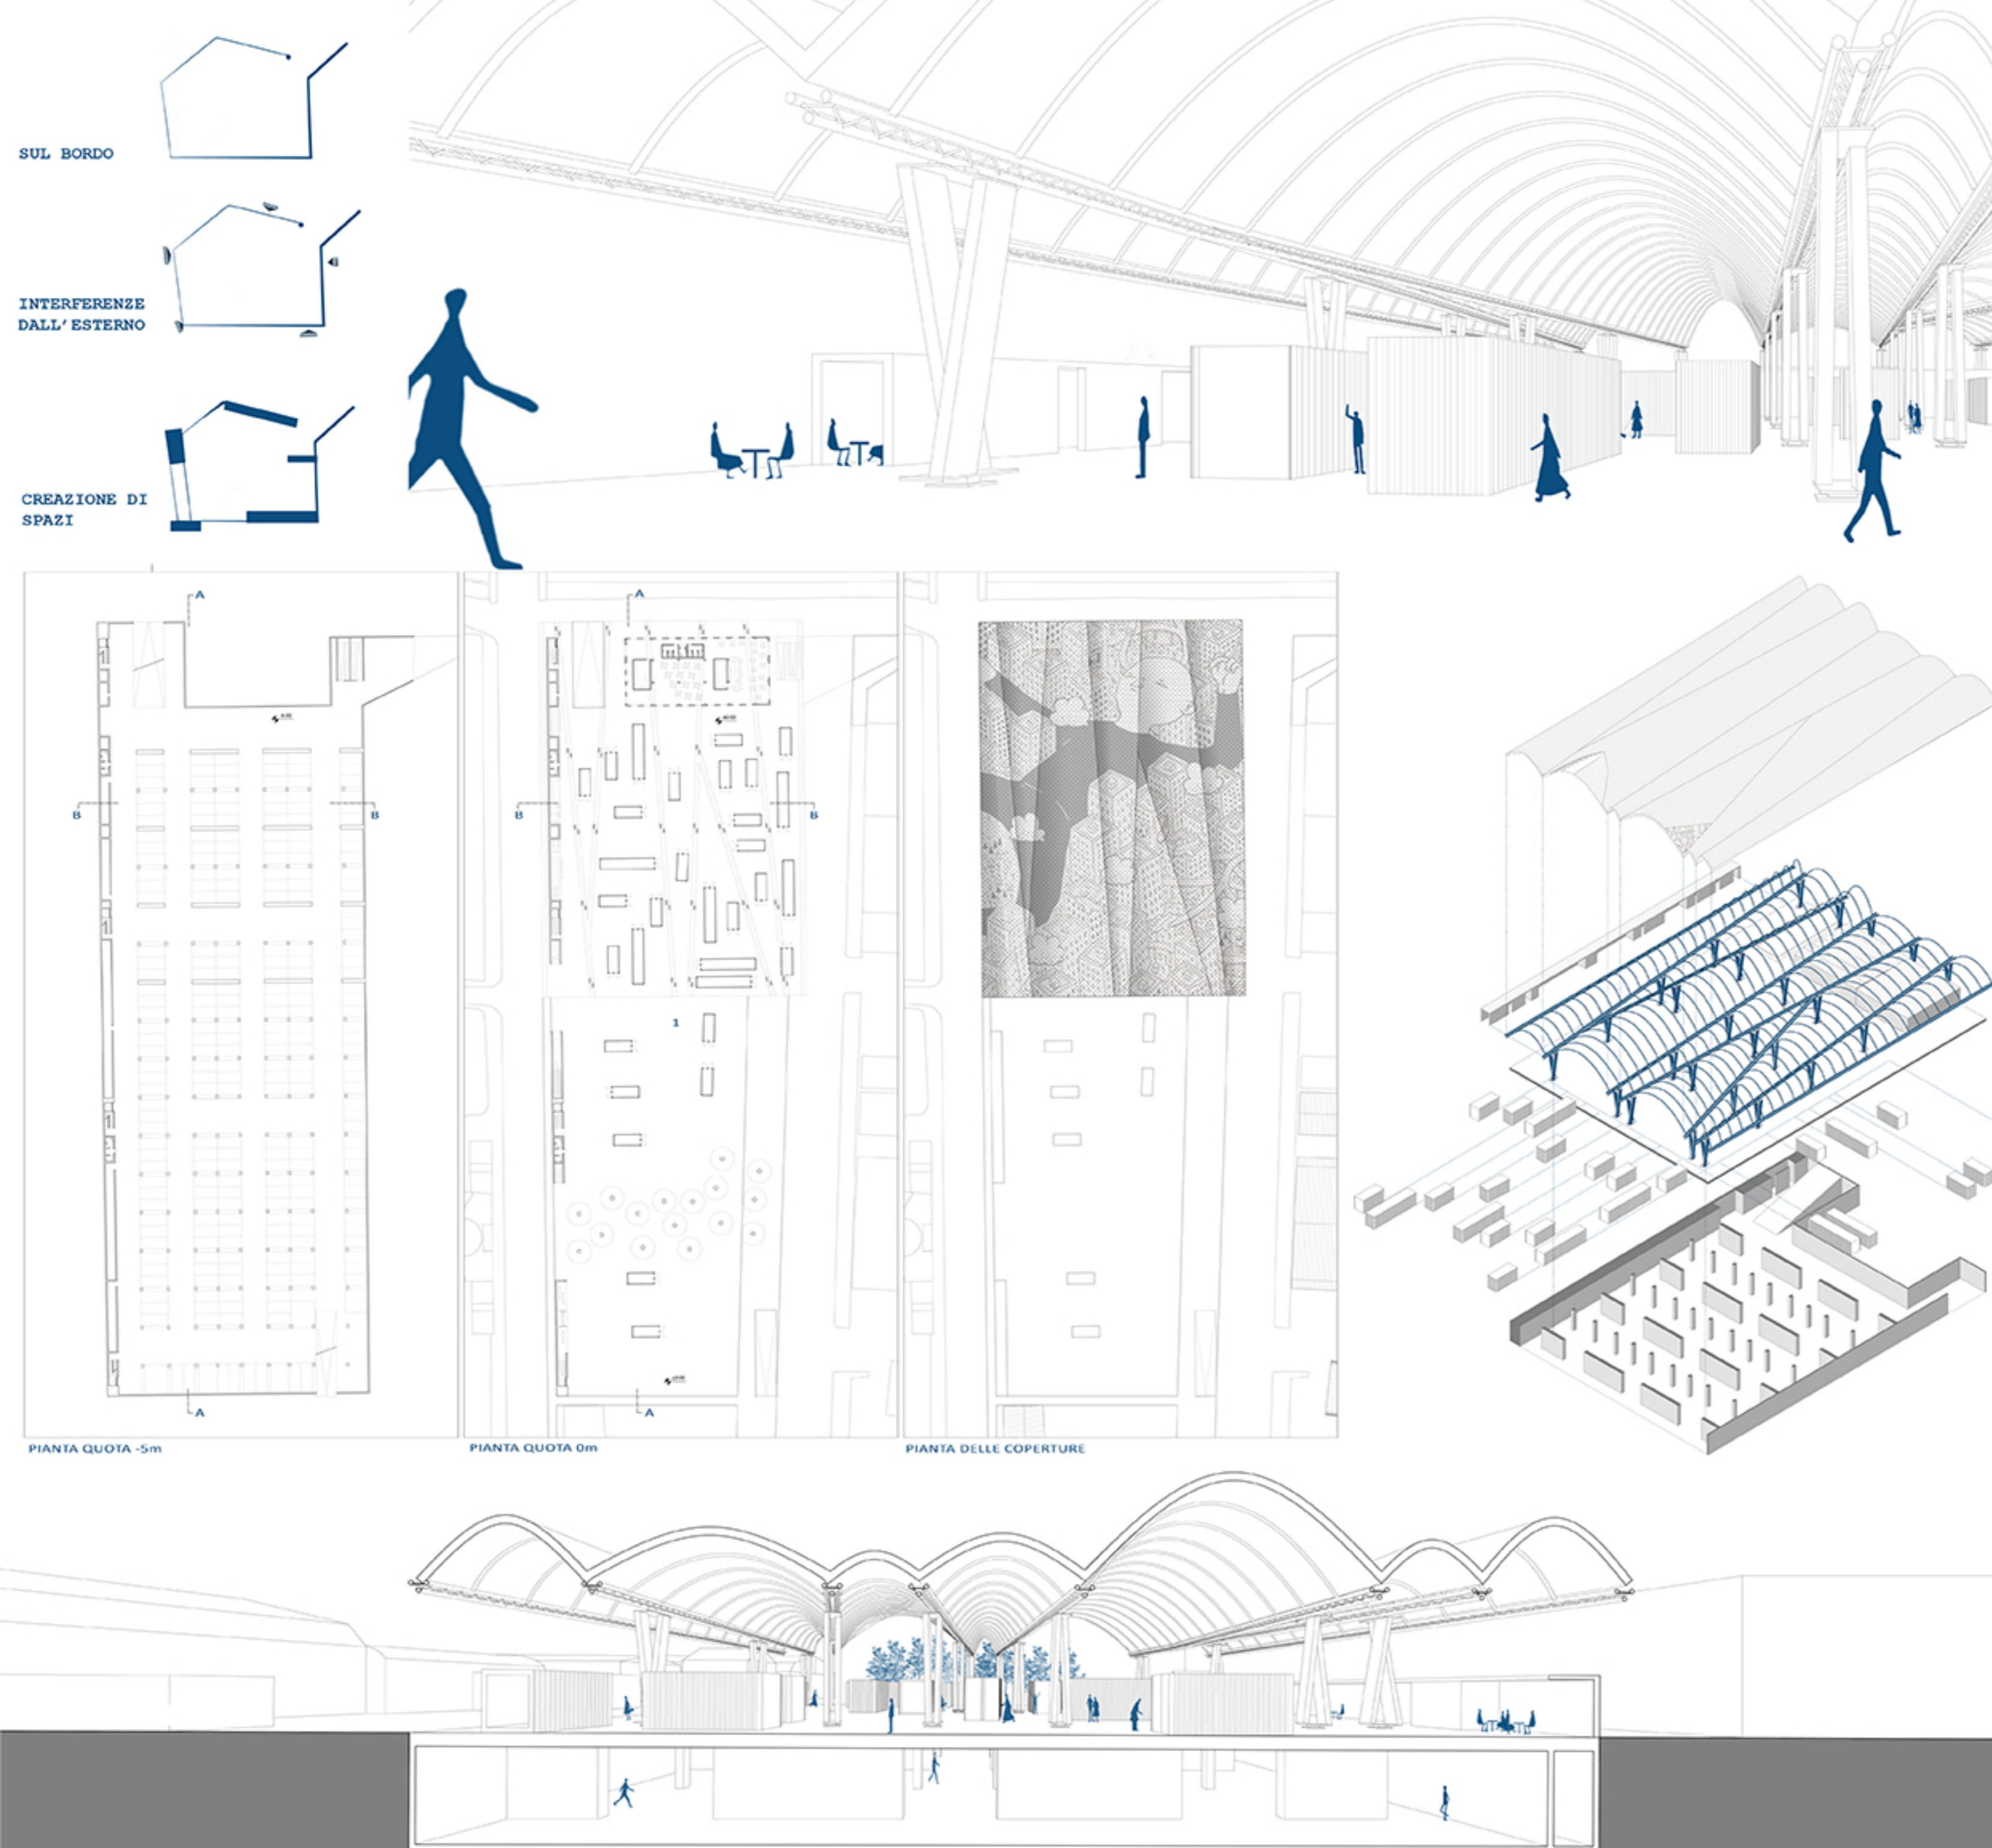 SUL BORDO
INTERFERENZE
DALL'ESTERNO
CREAZIONE DI
SPAZI
A
A
B
B
B
B
1
A
A
PIANTA QUOTA -5m
PIANTA QUOTA 0m
PIANTA DELLE COPERTURE